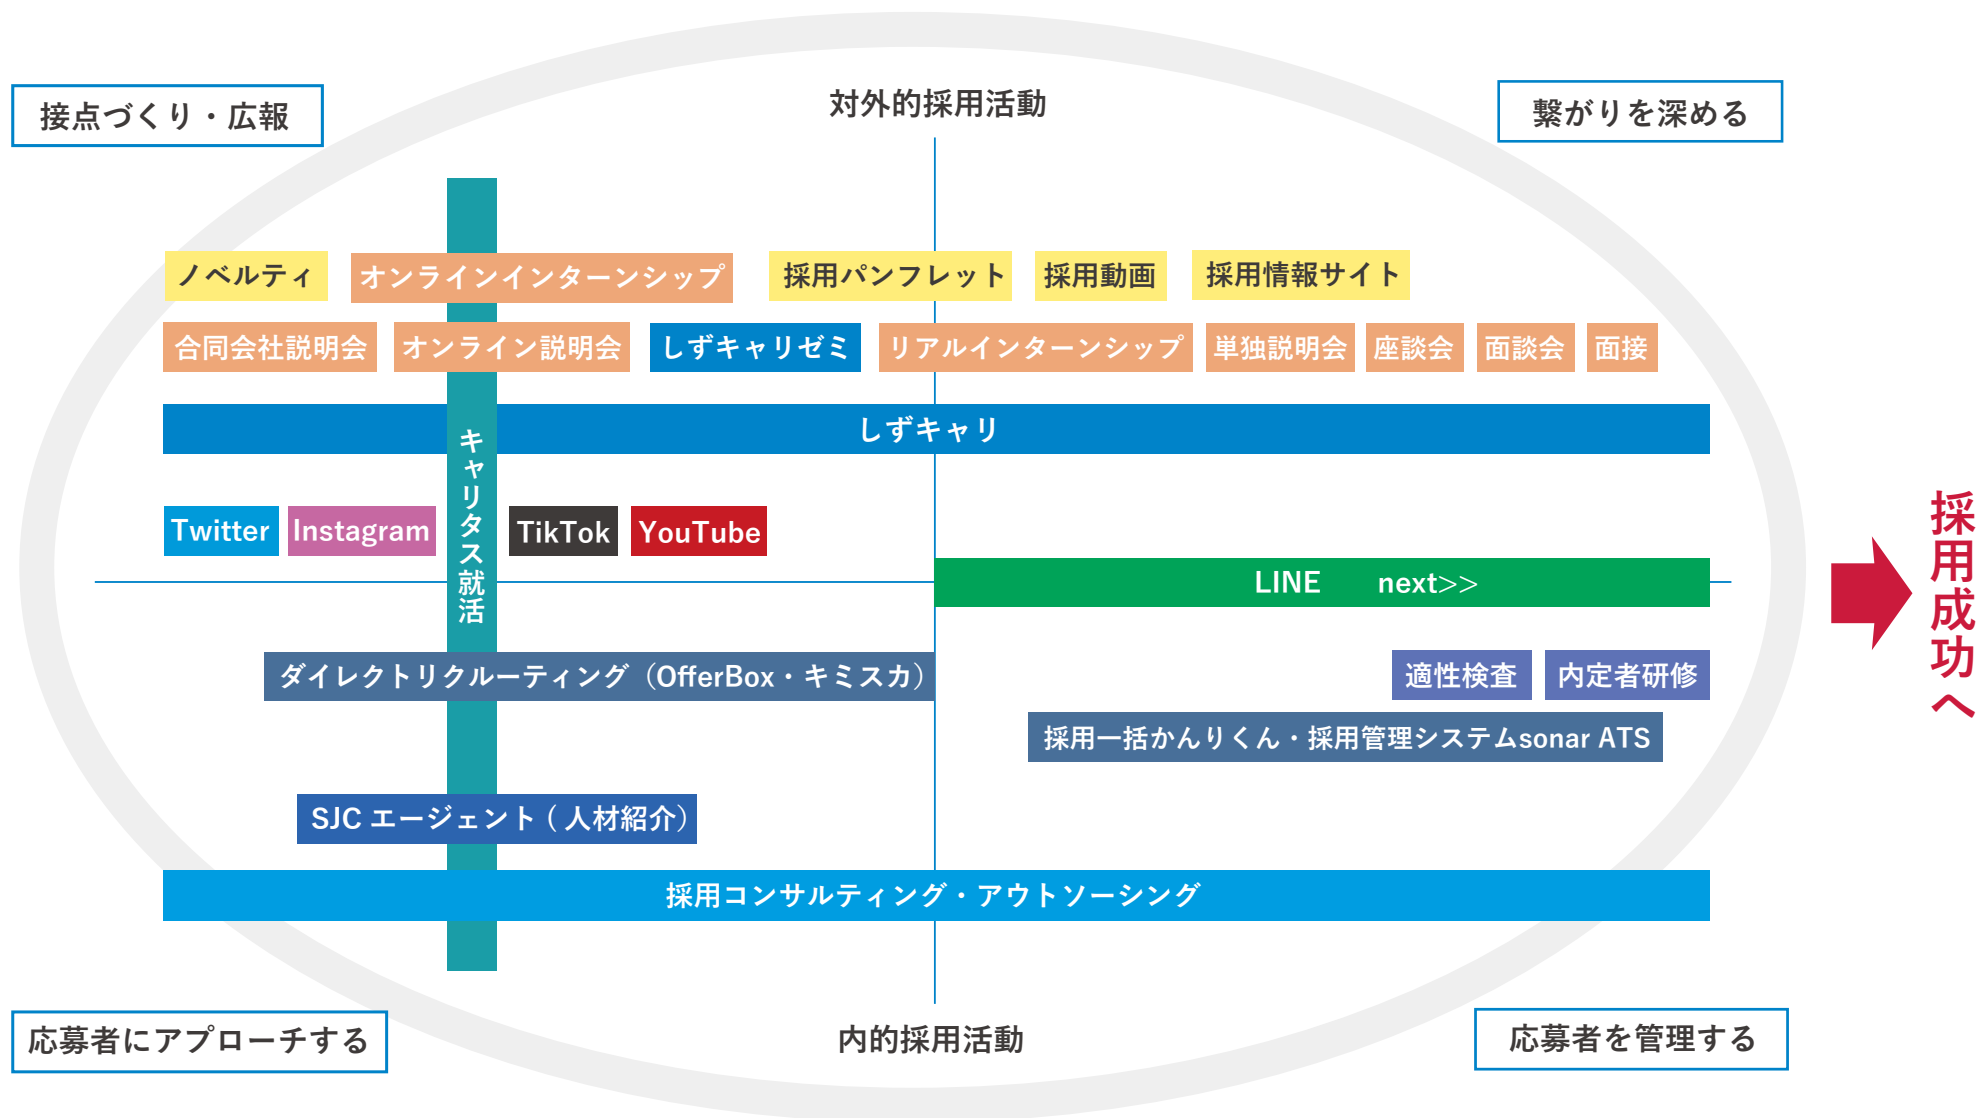 対外的採用活動
接点づくり・広報
繋がりを深める
ノベルティ
オンラインインターンシップ
採用パンフレット
採用動画
採用情報サイト
合同会社説明会
オンライン説明会
しずキャリゼミ
リアルインターンシップ
単独説明会
座談会
面談会
面接
しずキャリ
キャリタス就活
Twitter
Instagram
TikTok
YouTube
LINE next>>
採用成功へ
ダイレクトリクルーティング（OfferBox・キミスカ）
適性検査
内定者研修
採用一括かんりくん・採用管理システムsonar ATS
SJC エージェント ( 人材紹介）
採用コンサルティング・アウトソーシング
応募者にアプローチする
内的採用活動
応募者を管理する